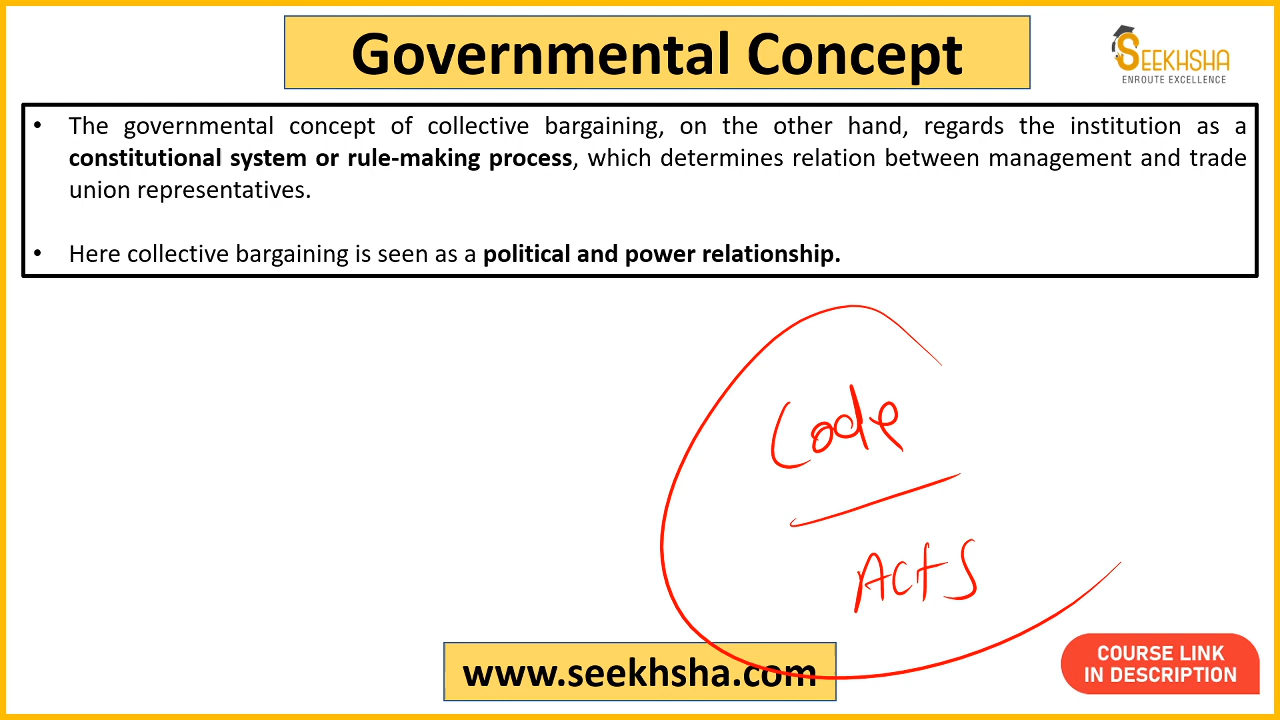 Governmental Concept
SEEKHSHA
ENROUTE EXCELLENCE
• The governmental concept of collective bargaining, on the other hand, regards the institution as a
constitutional system or rule-making process, which determines relation between management and trade
union representatives.
• Here collective bargaining is seen as a political and power relationship.
Code
Acts
www.seekhsha.com
COURSE LINK
IN DESCRIPTION